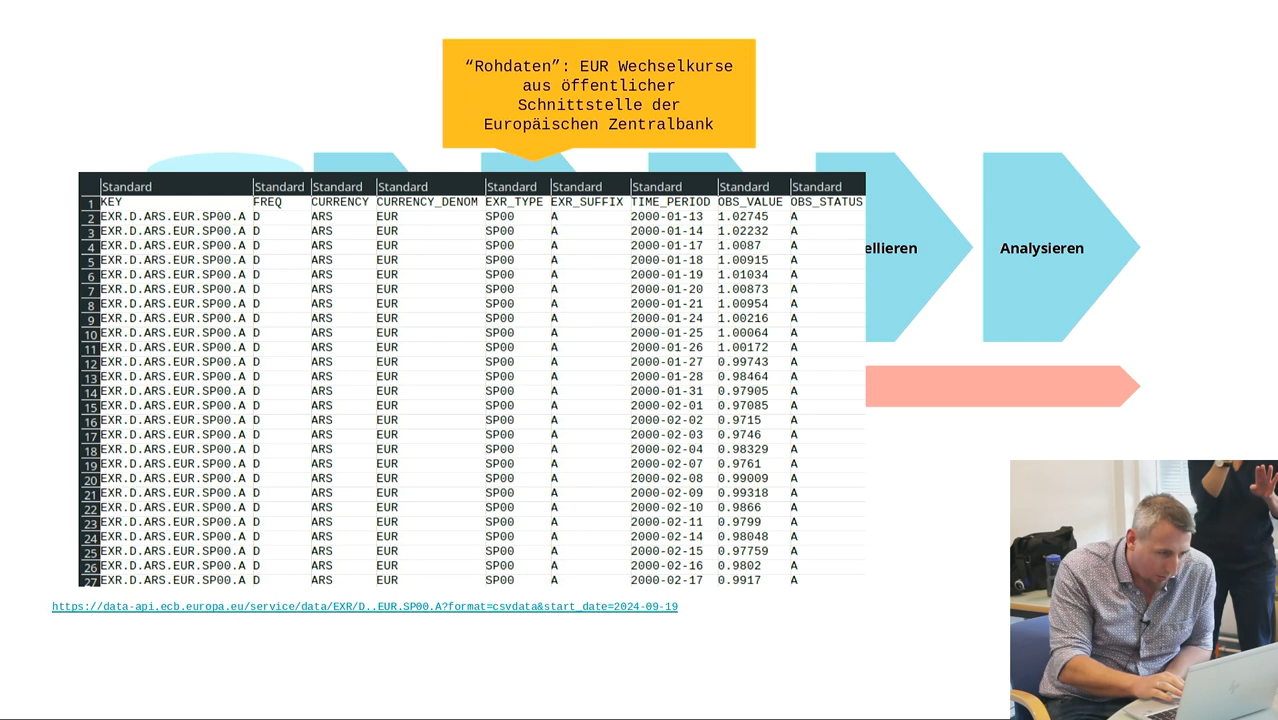 “Rohdaten”: EUR Wechselkurse
aus öffentlicher
Schnittstelle der
Europäischen Zentralbank
Standard Standard Standard Standard Standard Standard Standard Standard Standard
1 KEY FREQ CURRENCY CURRENCY_DENOM EXR_TYPE EXR_SUFFIX TIME_PERIOD OBS_VALUE OBS_STATUS
2 EXR.D.ARS.EUR.SP00.A D ARS EUR SP00 A 2000-01-13 1.02745 A
3 EXR.D.ARS.EUR.SP00.A D ARS EUR SP00 A 2000-01-14 1.02232 A
4 EXR.D.ARS.EUR.SP00.A D ARS EUR SP00 A 2000-01-17 1.0087 A
5 EXR.D.ARS.EUR.SP00.A D ARS EUR SP00 A 2000-01-18 1.00915 A
6 EXR.D.ARS.EUR.SP00.A D ARS EUR SP00 A 2000-01-19 1.01034 A
7 EXR.D.ARS.EUR.SP00.A D ARS EUR SP00 A 2000-01-20 1.00873 A
8 EXR.D.ARS.EUR.SP00.A D ARS EUR SP00 A 2000-01-21 1.00954 A
9 EXR.D.ARS.EUR.SP00.A D ARS EUR SP00 A 2000-01-24 1.00216 A
10 EXR.D.ARS.EUR.SP00.A D ARS EUR SP00 A 2000-01-25 1.00064 A
11 EXR.D.ARS.EUR.SP00.A D ARS EUR SP00 A 2000-01-26 1.00172 A
12 EXR.D.ARS.EUR.SP00.A D ARS EUR SP00 A 2000-01-27 0.99743 A
13 EXR.D.ARS.EUR.SP00.A D ARS EUR SP00 A 2000-01-28 0.98464 A
14 EXR.D.ARS.EUR.SP00.A D ARS EUR SP00 A 2000-01-31 0.97905 A
15 EXR.D.ARS.EUR.SP00.A D ARS EUR SP00 A 2000-02-01 0.97085 A
16 EXR.D.ARS.EUR.SP00.A D ARS EUR SP00 A 2000-02-02 0.9715 A
17 EXR.D.ARS.EUR.SP00.A D ARS EUR SP00 A 2000-02-03 0.9746 A
18 EXR.D.ARS.EUR.SP00.A D ARS EUR SP00 A 2000-02-04 0.98329 A
19 EXR.D.ARS.EUR.SP00.A D ARS EUR SP00 A 2000-02-07 0.9761 A
20 EXR.D.ARS.EUR.SP00.A D ARS EUR SP00 A 2000-02-08 0.99009 A
21 EXR.D.ARS.EUR.SP00.A D ARS EUR SP00 A 2000-02-09 0.99318 A
22 EXR.D.ARS.EUR.SP00.A D ARS EUR SP00 A 2000-02-10 0.9866 A
23 EXR.D.ARS.EUR.SP00.A D ARS EUR SP00 A 2000-02-11 0.9799 A
24 EXR.D.ARS.EUR.SP00.A D ARS EUR SP00 A 2000-02-14 0.98048 A
25 EXR.D.ARS.EUR.SP00.A D ARS EUR SP00 A 2000-02-15 0.97759 A
26 EXR.D.ARS.EUR.SP00.A D ARS EUR SP00 A 2000-02-16 0.9802 A
27 EXR.D.ARS.EUR.SP00.A D ARS EUR SP00 A 2000-02-17 0.9917 A
ellieren
Analysieren
https://data-api.ecb.europa.eu/service/data/EXR/D..EUR.SP00.A?format=csvdata&start_date=2024-09-19